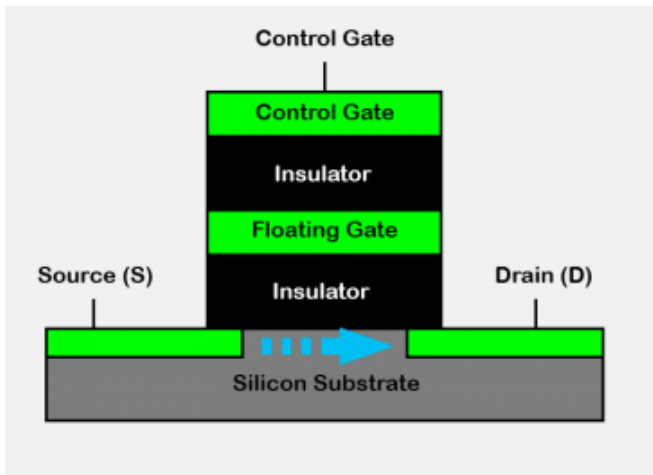 Control Gate
Control Gate
Insulator
Floating Gate
Source (S)
Drain (D)
Insulator
Silicon Substrate